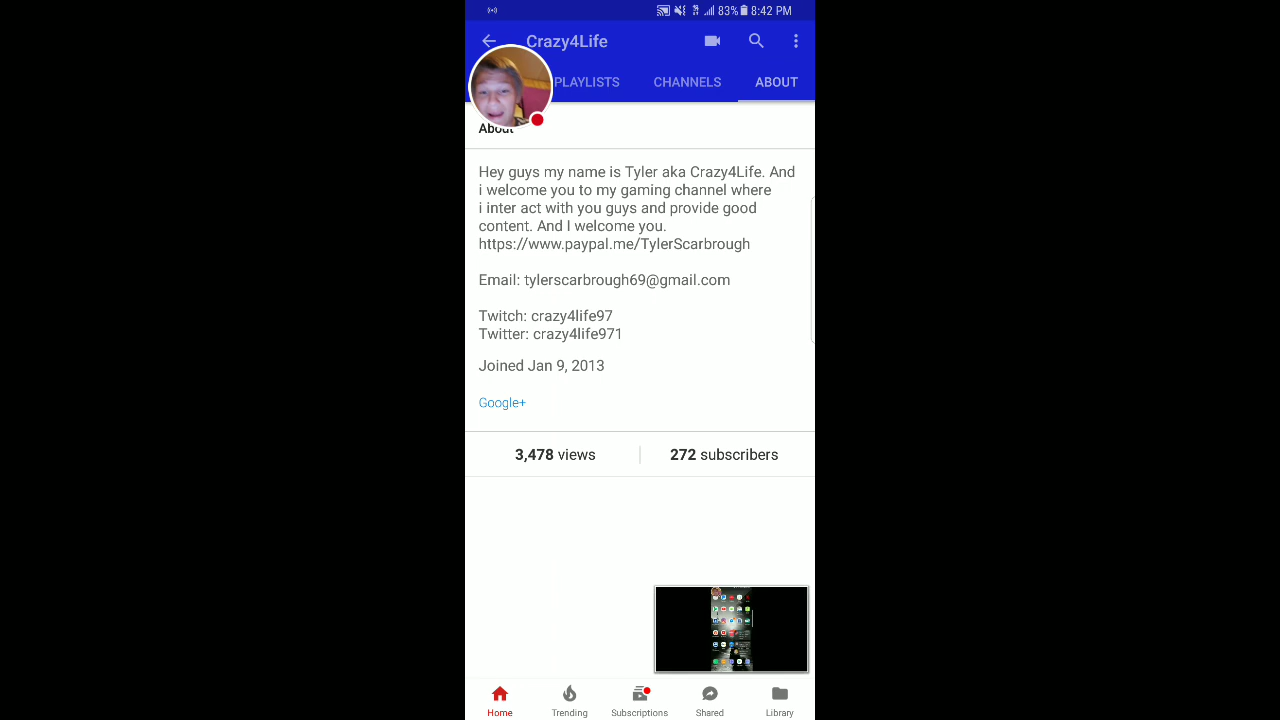 83% 8:42 PM
Crazy4Life
PLAYLISTS CHANNELS ABOUT
About
Hey guys my name is Tyler aka Crazy4Life. And
i welcome you to my gaming channel where
i inter act with you guys and provide good
content. And I welcome you.
https://www.paypal.me/TylerScarbrough
Email: tylerscarbrough69@gmail.com
Twitch: crazy4life97
Twitter: crazy4life971
Joined Jan 9, 2013
Google+
3,478 views 272 subscribers
Home Trending Subscriptions Shared Library